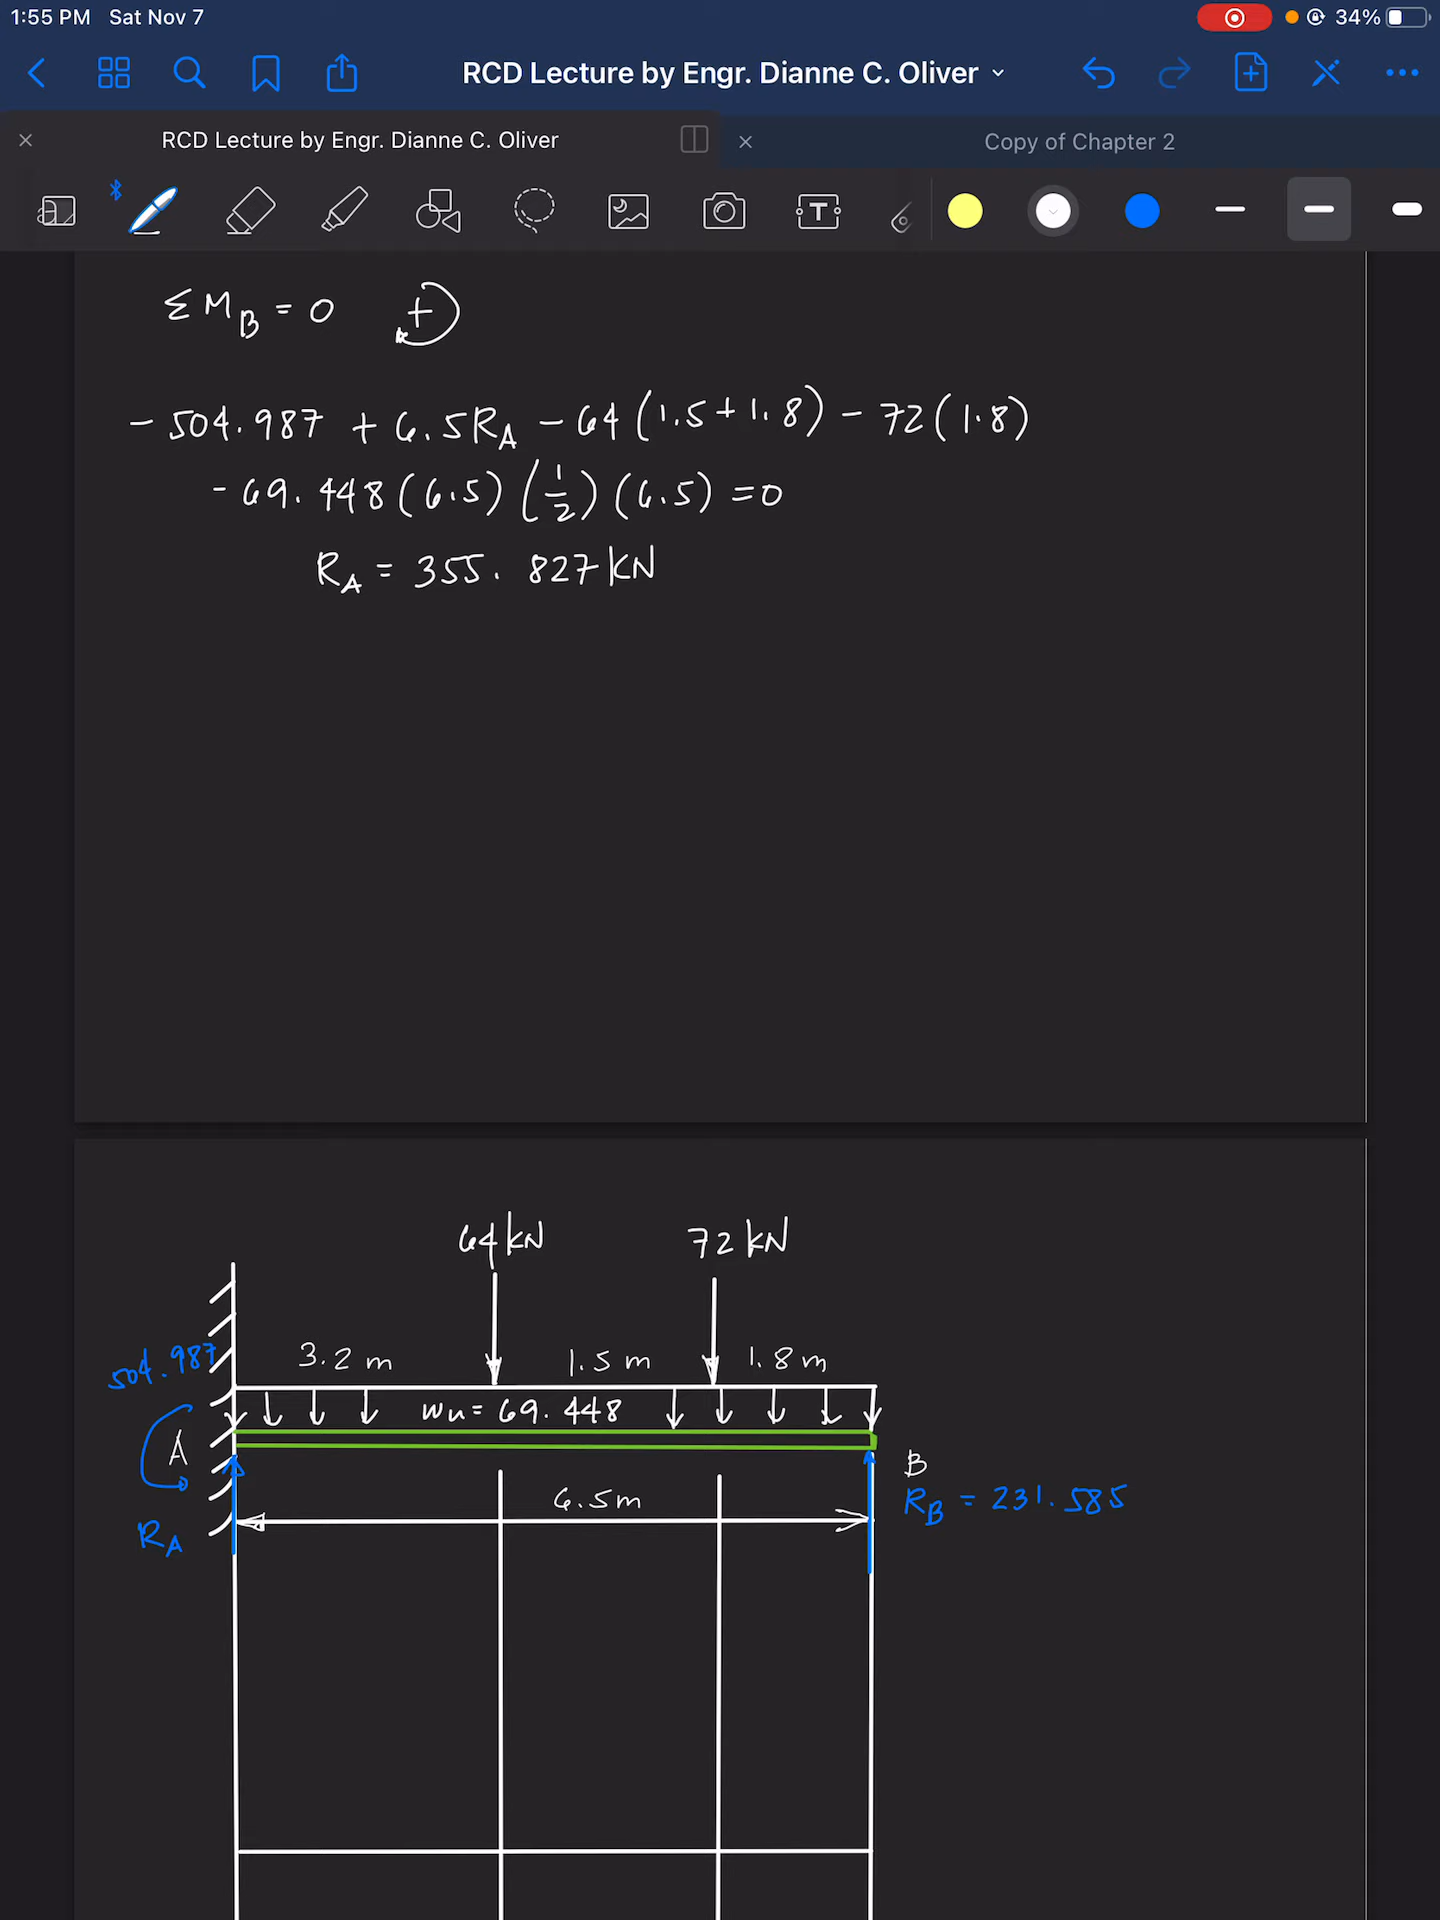 1:55 PM Sat Nov 7
34%
RCD Lecture by Engr. Dianne C. Oliver
RCD Lecture by Engr. Dianne C. Oliver
Copy of Chapter 2
T
ΣM_B = 0 +
- 504.987 + 6.5R_A - 64(1.5+1.8) - 72(1.8)
- 69.448(6.5)(1/2)(6.5) = 0
R_A = 355.827 KN
64 kN 72 kN
504.987 3.2 m 1.5 m 1.8 m
Wu = 69.448
A B
6.5 m R_B = 231.585
R_A